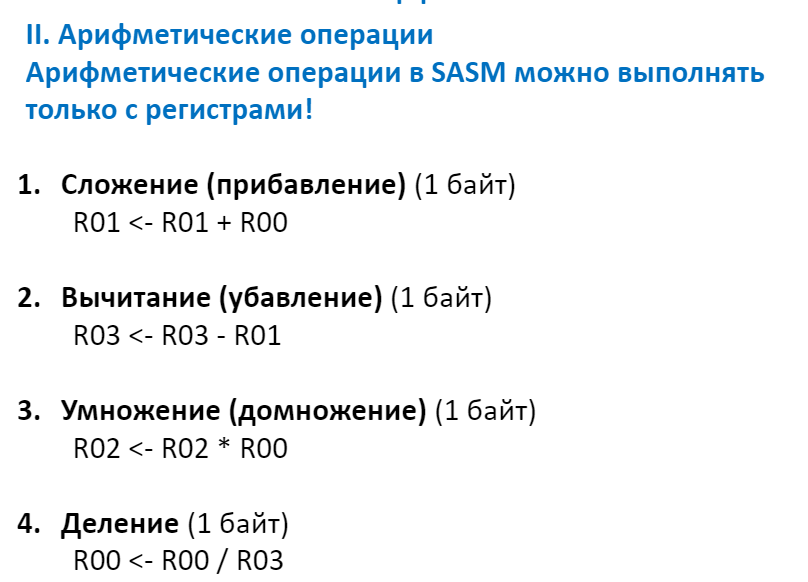 II. Арифметические операции
Арифметические операции в SASM можно выполнять
только с регистрами!
1. Сложение (прибавление) (1 байт)
R01 <- R01 + R00
2. Вычитание (убавление) (1 байт)
R03 <- R03 - R01
3. Умножение (домножение) (1 байт)
R02 <- R02 * R00
4. Деление (1 байт)
R00 <- R00 / R03